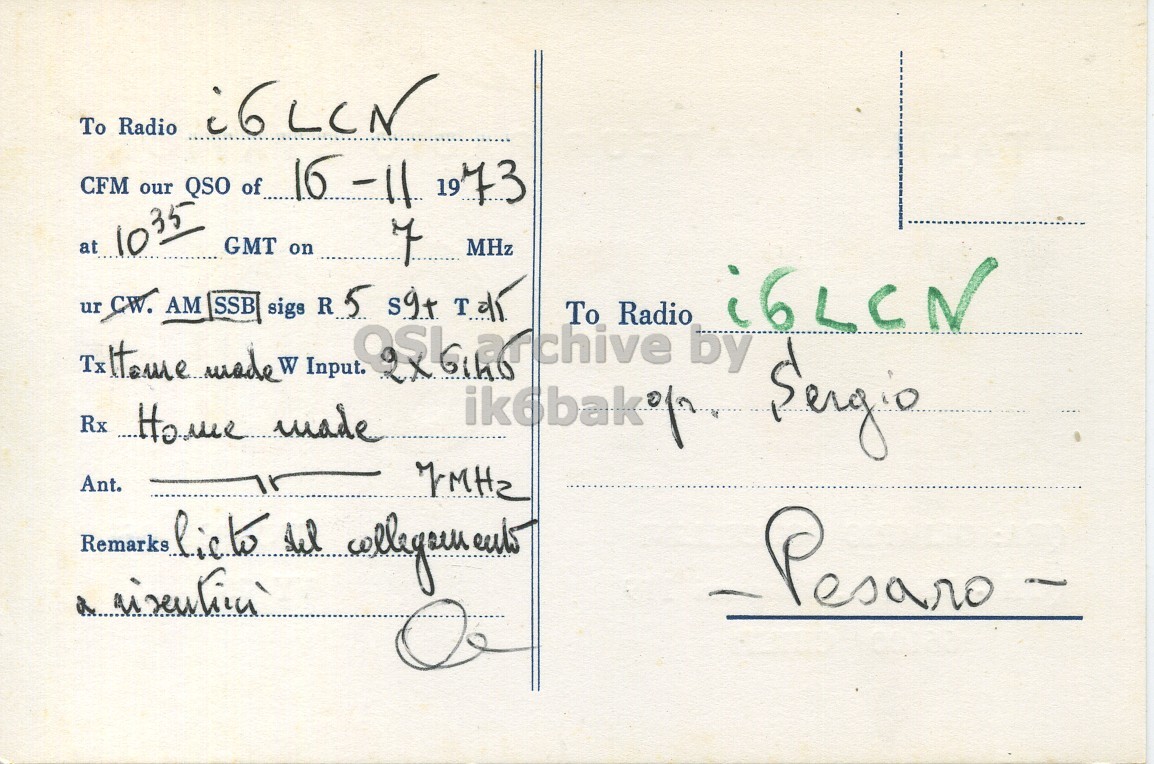 To Radio i6LCN
CFM our QSO of 16-11 1973
at 10 35 GMT on 7 MHz
ur CW. AM SSB sigs R 5 S 9+ T
Tx Home made W Input. 2x6146
Rx Home made
Ant. 7MHz
Remarks lieto del collegamento
a risentirci
To Radio i6LCN
op. Sergio
- Pesaro -
QSL archive by
ik6bak